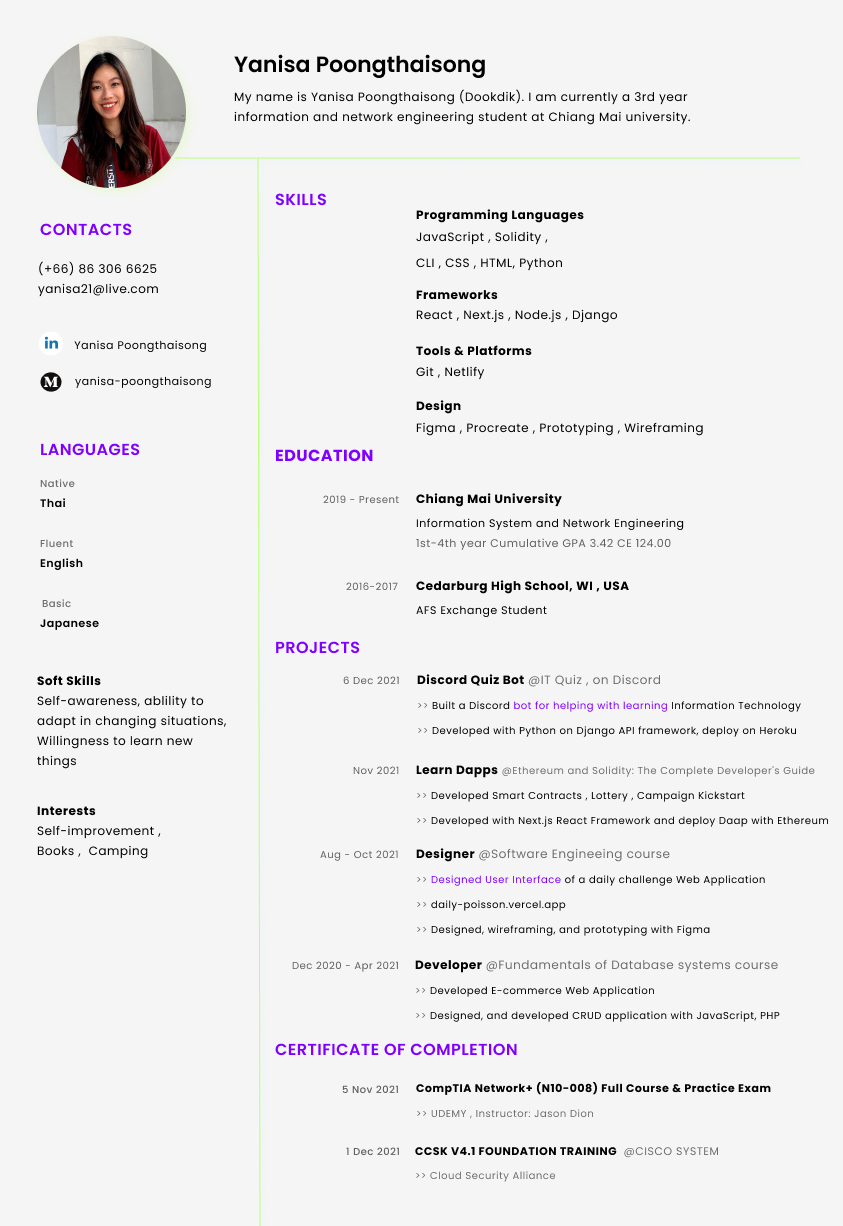 Yanisa Poongthaisong
My name is Yanisa Poongthaisong (Dookdik). I am currently a 3rd year
information and network engineering student at Chiang Mai university.
CONTACTS
(+66) 86 306 6625
yanisa21@live.com
in Yanisa Poongthaisong
M yanisa-poongthaisong
LANGUAGES
Native
Thai
Fluent
English
Basic
Japanese
Soft Skills
Self-awareness, ablility to
adapt in changing situations,
Willingness to learn new
things
Interests
Self-improvement ,
Books , Camping
SKILLS
Programming Languages
JavaScript , Solidity ,
CLI , CSS , HTML, Python
Frameworks
React , Next.js , Node.js , Django
Tools & Platforms
Git , Netlify
Design
Figma , Procreate , Prototyping , Wireframing
EDUCATION
2019 - Present Chiang Mai University
Information System and Network Engineering
1st-4th year Cumulative GPA 3.42 CE 124.00
2016-2017 Cedarburg High School, WI , USA
AFS Exchange Student
PROJECTS
6 Dec 2021 Discord Quiz Bot @IT Quiz , on Discord
>> Built a Discord bot for helping with learning Information Technology
>> Developed with Python on Django API framework, deploy on Heroku
Nov 2021 Learn Dapps @Ethereum and Solidity: The Complete Developer's Guide
>> Developed Smart Contracts , Lottery , Campaign Kickstart
>> Developed with Next.js React Framework and deploy Daap with Ethereum
Aug - Oct 2021 Designer @Software Engineeing course
>> Designed User Interface of a daily challenge Web Application
>> daily-poisson.vercel.app
>> Designed, wireframing, and prototyping with Figma
Dec 2020 - Apr 2021 Developer @Fundamentals of Database systems course
>> Developed E-commerce Web Application
>> Designed, and developed CRUD application with JavaScript, PHP
CERTIFICATE OF COMPLETION
5 Nov 2021 CompTIA Network+ (N10-008) Full Course & Practice Exam
>> UDEMY , Instructor: Jason Dion
1 Dec 2021 CCSK V4.1 FOUNDATION TRAINING @CISCO SYSTEM
>> Cloud Security Alliance